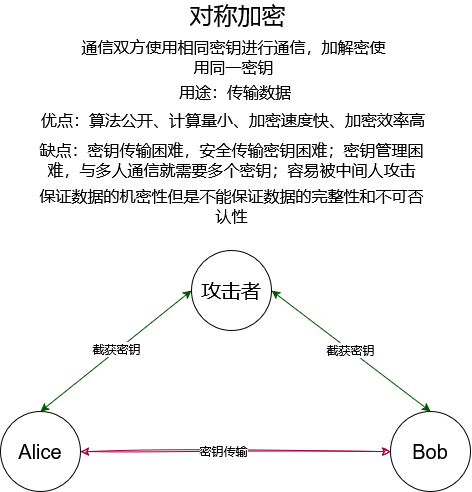 对称加密
通信双方使用相同密钥进行通信，加解密使
用同一密钥
用途：传输数据
优点：算法公开、计算量小、加密速度快、加密效率高
缺点：密钥传输困难，安全传输密钥困难；密钥管理困
难，与多人通信就需要多个密钥；容易被中间人攻击
保证数据的机密性但是不能保证数据的完整性和不可否
认性
攻击者
截获密钥
截获密钥
Alice
密钥传输
Bob